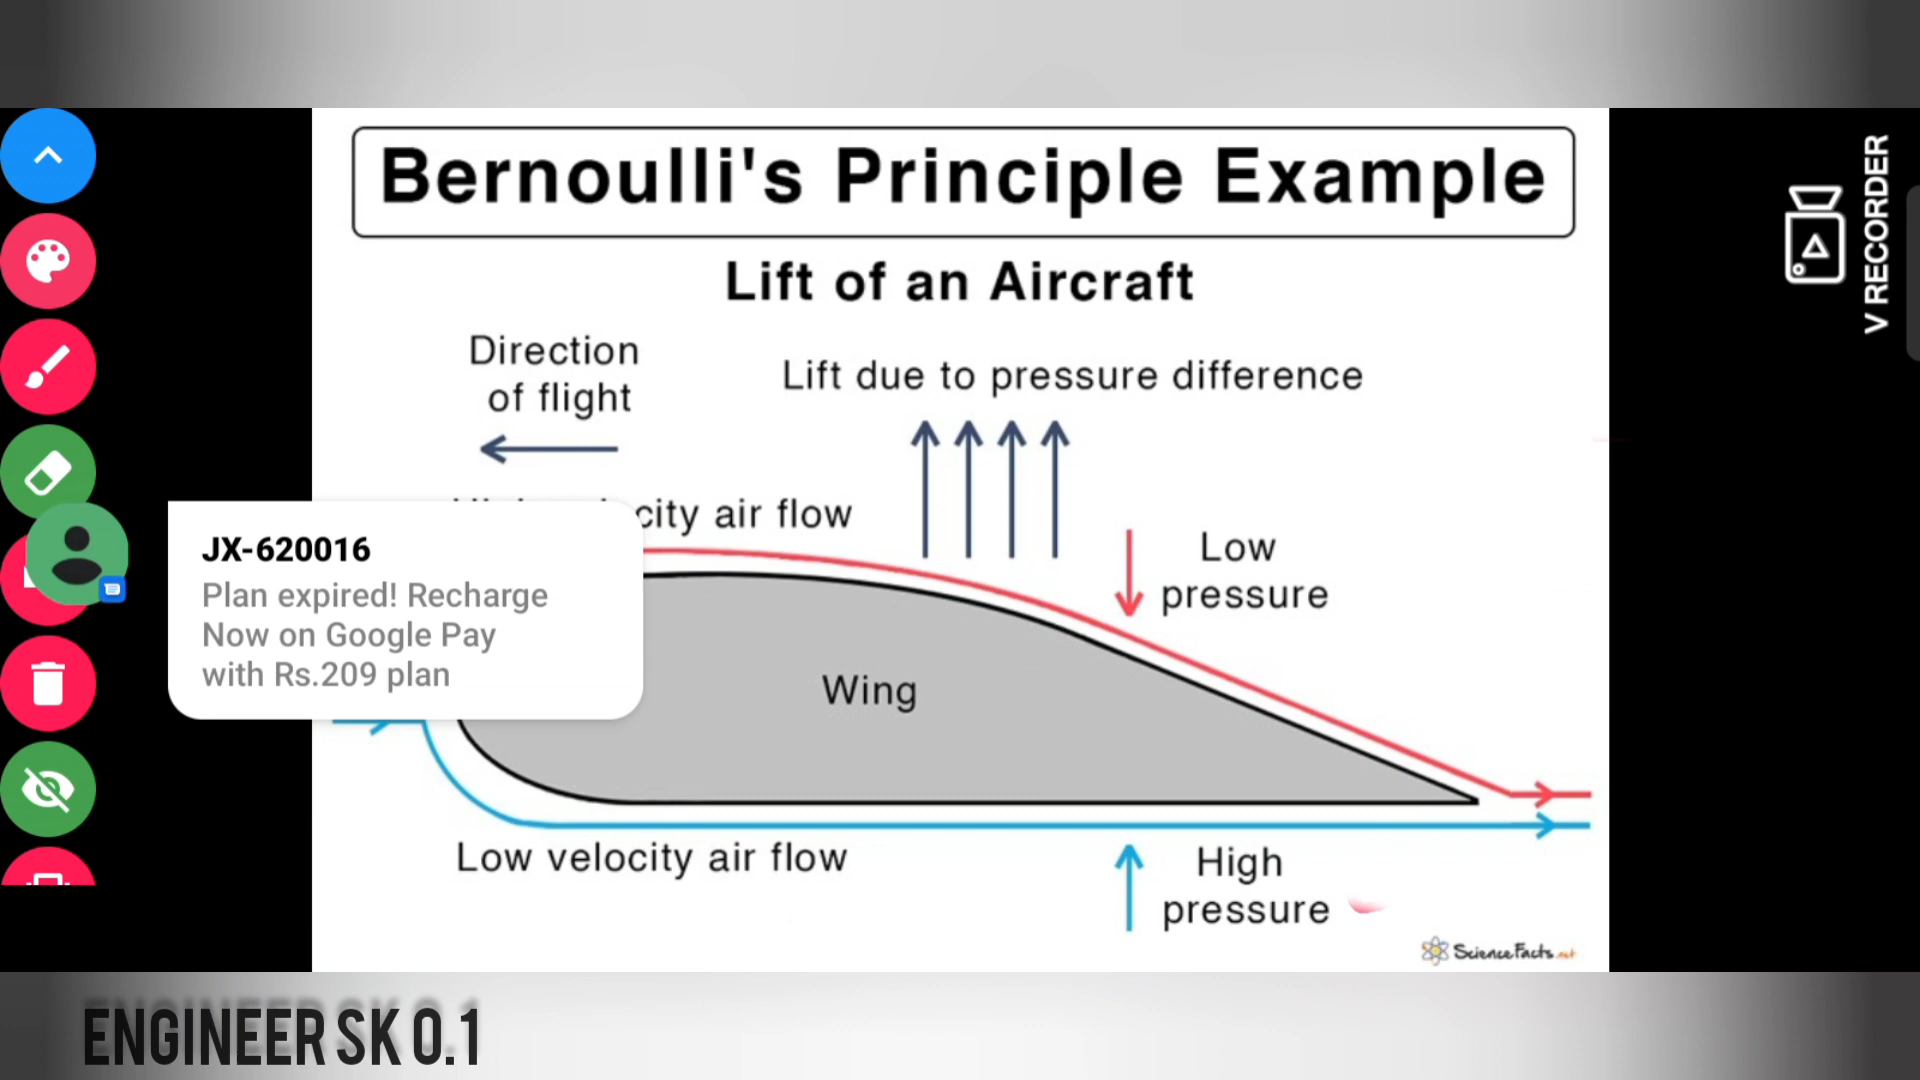 Bernoulli's Principle Example
Lift of an Aircraft
Direction
of flight
Lift due to pressure difference
air flow
JX-620016
Plan expired! Recharge
Now on Google Pay
with Rs.209 plan
Low
pressure
Wing
Low velocity air flow
High
pressure
ScienceFacts.net
V RECORDER
ENGINEER SK 0.1